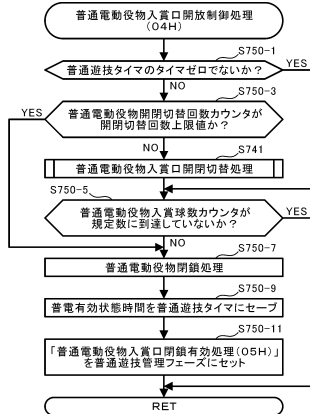 普通電動役物入賞口開放制御処理
(04H)
S750-1
普通遊技タイマのタイマゼロでないか？
YES
NO
S750-3
普通電動役物開閉切替回数カウンタが
開閉切替回数上限値か？
YES
NO
S741
普通電動役物入賞口開閉切替処理
S750-5
普通電動役物入賞球数カウンタが
規定数に到達していないか？
YES
NO
S750-7
普通電動役物閉鎖処理
S750-9
普電有効状態時間を普通遊技タイマにセーブ
S750-11
「普通電動役物入賞口閉鎖有効処理(05H)」
を普通遊技管理フェーズにセット
RET